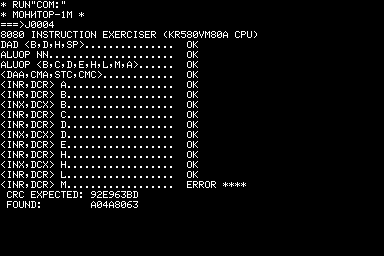 * RUN"COM:"
* МОНИТОР-1М *
===>J0004
8080 INSTRUCTION EXERCISER (KR580VM80A CPU)
DAD <B,D,H,SP>............... OK
ALUOP NN..................... OK
ALUOP <B,C,D,E,H,L,M,A>...... OK
<DAA,CMA,STC,CMC>............ OK
<INR,DCR> A.................. OK
<INR,DCR> B.................. OK
<INX,DCX> B.................. OK
<INR,DCR> C.................. OK
<INR,DCR> D.................. OK
<INX,DCX> D.................. OK
<INR,DCR> E.................. OK
<INR,DCR> H.................. OK
<INX,DCX> H.................. OK
<INR,DCR> L.................. OK
<INR,DCR> M.................. ERROR ****
CRC EXPECTED: 92E963BD
FOUND: A04A8063